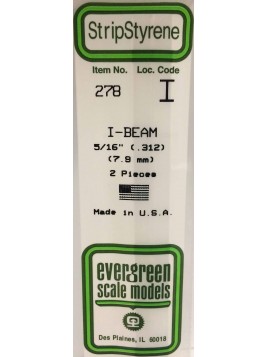 StripStyrene
Item No. Loc. Code
278 I
I-BEAM
5/16" (.312)
(7.9 mm)
2 Pieces
Made in U.S.A.
evergreen
scale models
Des Plaines, IL 60018